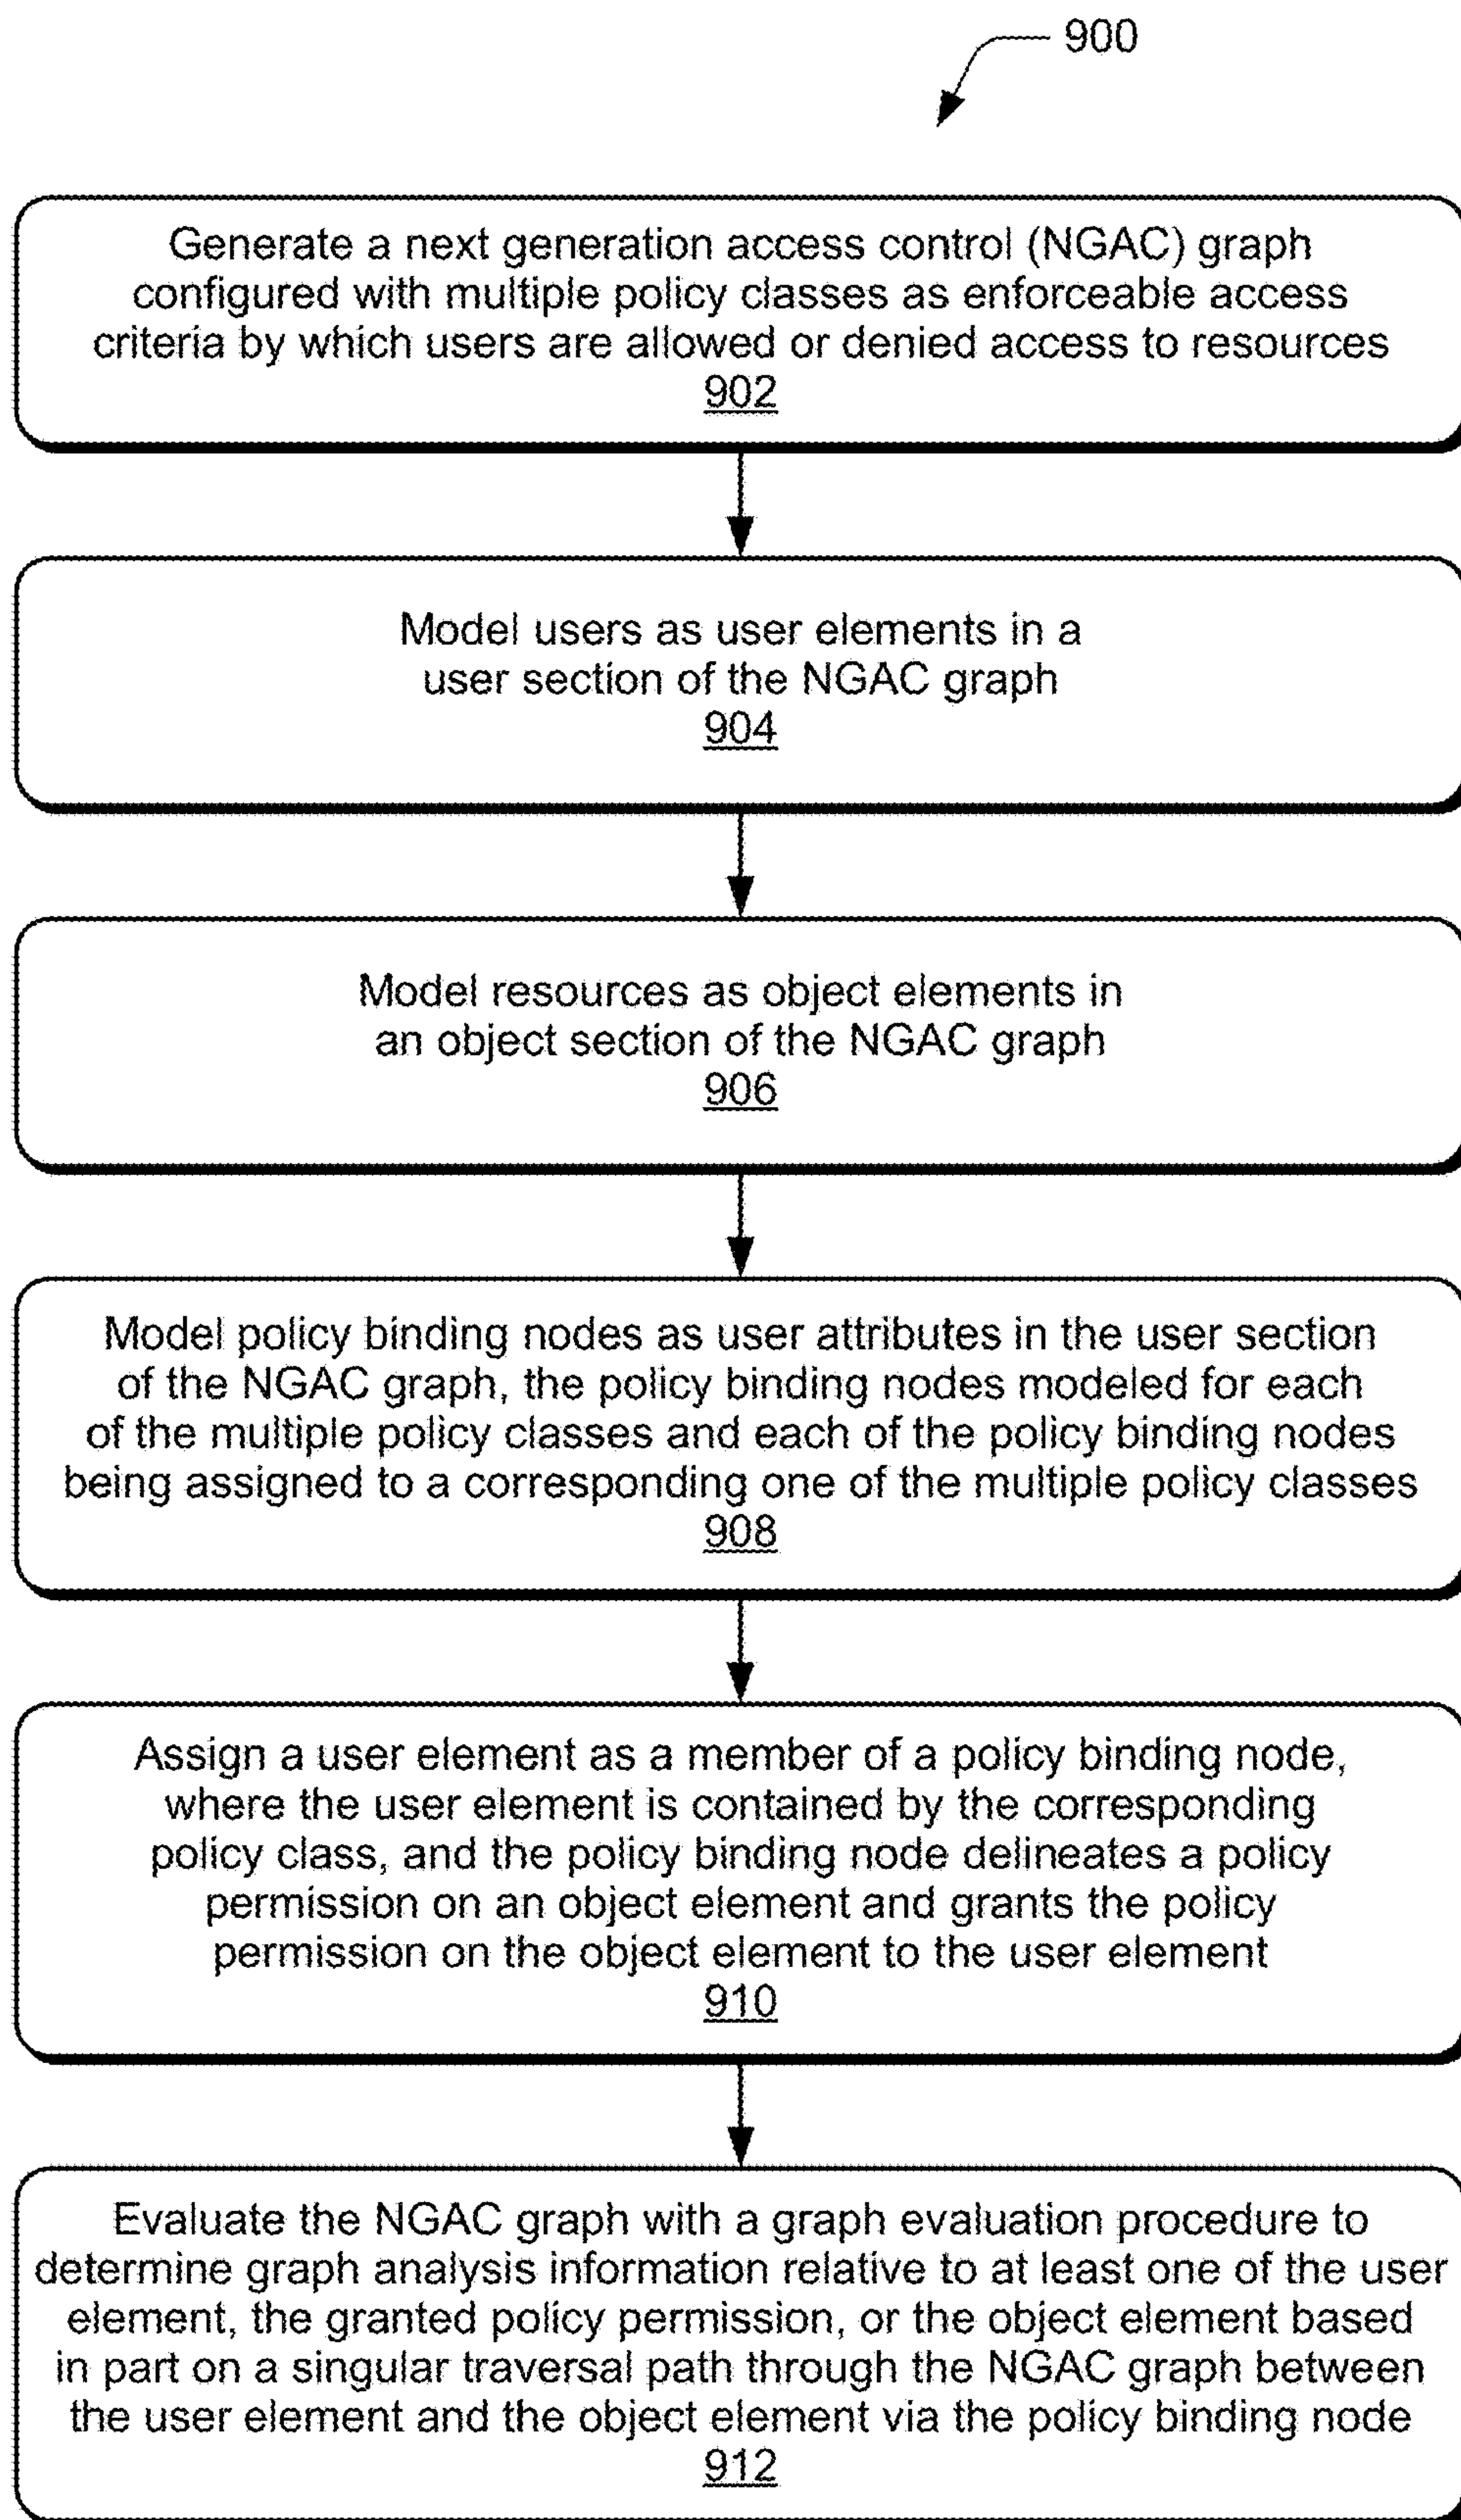 900
Generate a next generation access control (NGAC) graph
configured with multiple policy classes as enforceable access
criteria by which users are allowed or denied access to resources
902
Model users as user elements in a
user section of the NGAC graph
904
Model resources as object elements in
an object section of the NGAC graph
906
Model policy binding nodes as user attributes in the user section
of the NGAC graph, the policy binding nodes modeled for each
of the multiple policy classes and each of the policy binding nodes
being assigned to a corresponding one of the multiple policy classes
908
Assign a user element as a member of a policy binding node,
where the user element is contained by the corresponding
policy class, and the policy binding node delineates a policy
permission on an object element and grants the policy
permission on the object element to the user element
910
Evaluate the NGAC graph with a graph evaluation procedure to
determine graph analysis information relative to at least one of the user
element, the granted policy permission, or the object element based
in part on a singular traversal path through the NGAC graph between
the user element and the object element via the policy binding node
912